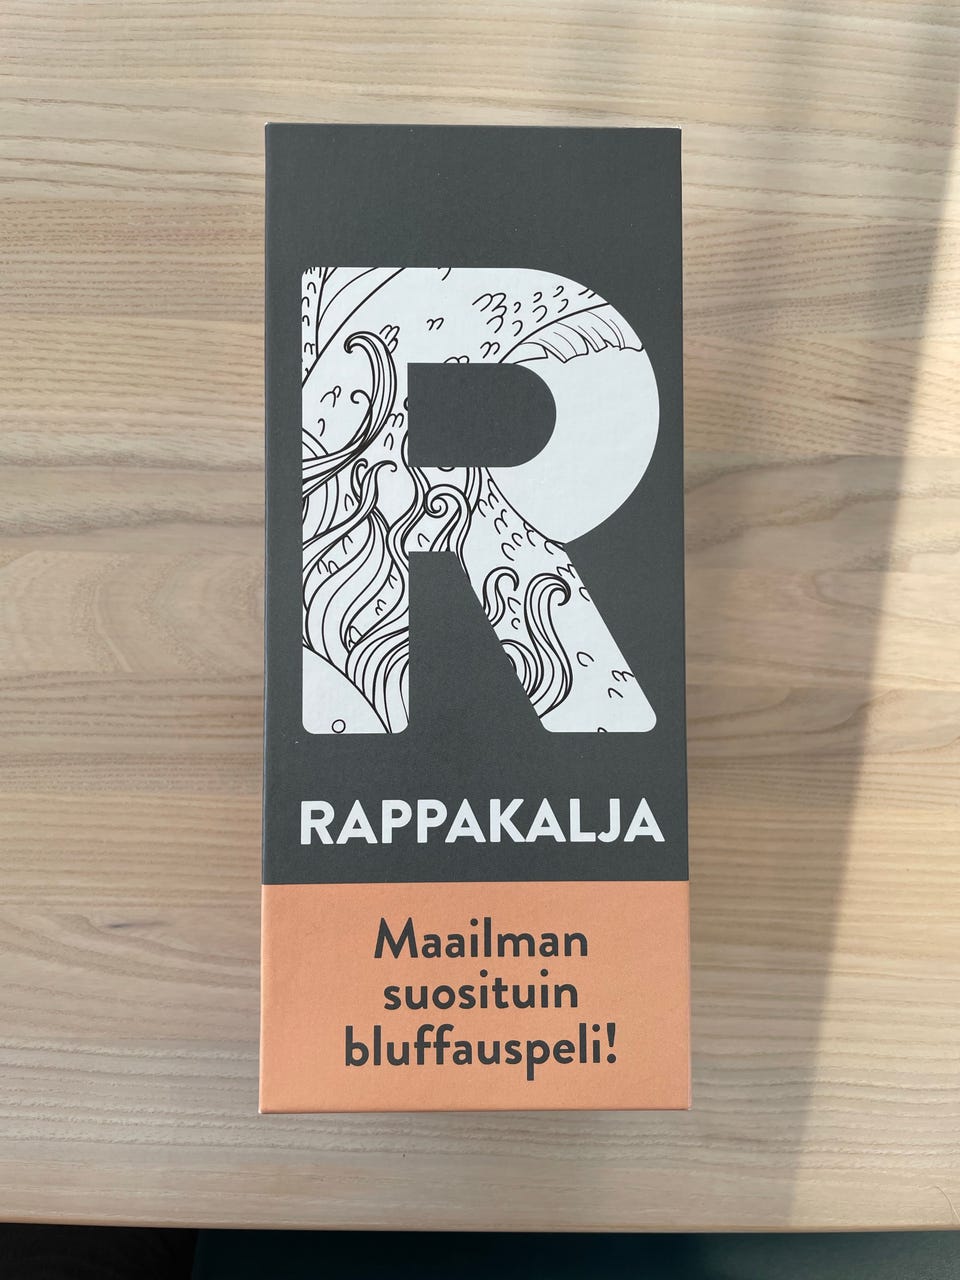 R
RAPPAKALJA
Maailman
suosituin
bluffauspeli!